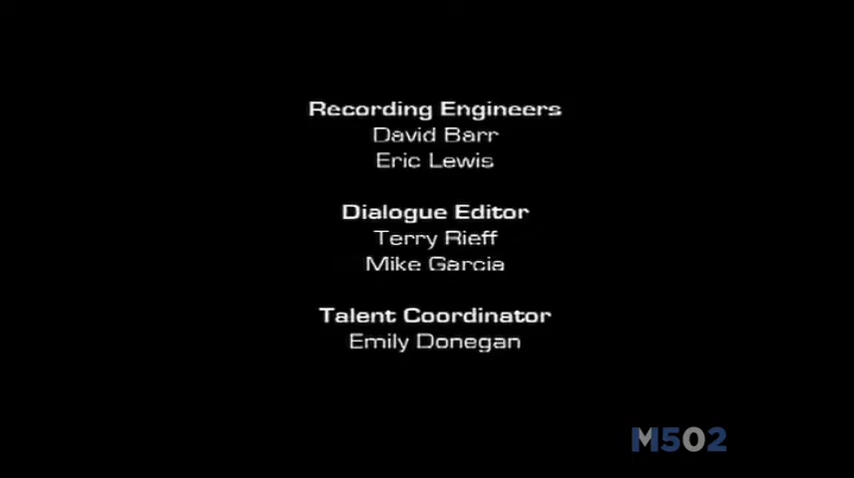 Recording Engineers
David Barr
Eric Lewis
Dialogue Editor
Terry Rieff
Mike Garcia
Talent Coordinator
Emily Donegan
M502